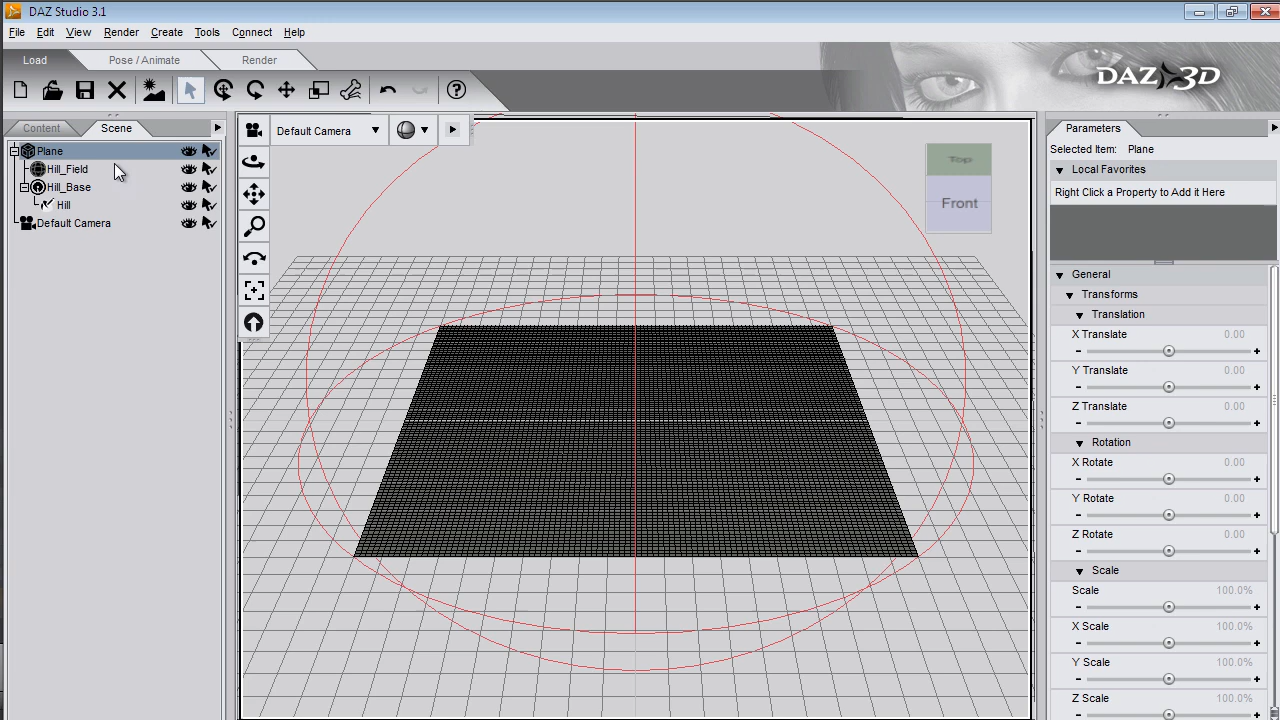 DAZ Studio 3.1
File Edit View Render Create Tools Connect Help
Load Pose / Animate Render
DAZ 3D
Content Scene
Plane
Hill_Field
Hill_Base
Hill
Default Camera
Default Camera
Top
Front
Parameters
Selected Item: Plane
Local Favorites
Right Click a Property to Add it Here
General
Transforms
Translation
X Translate 0.00
Y Translate 0.00
Z Translate 0.00
Rotation
X Rotate 0.00
Y Rotate 0.00
Z Rotate 0.00
Scale
Scale 100.0%
X Scale 100.0%
Y Scale 100.0%
Z Scale 100.0%